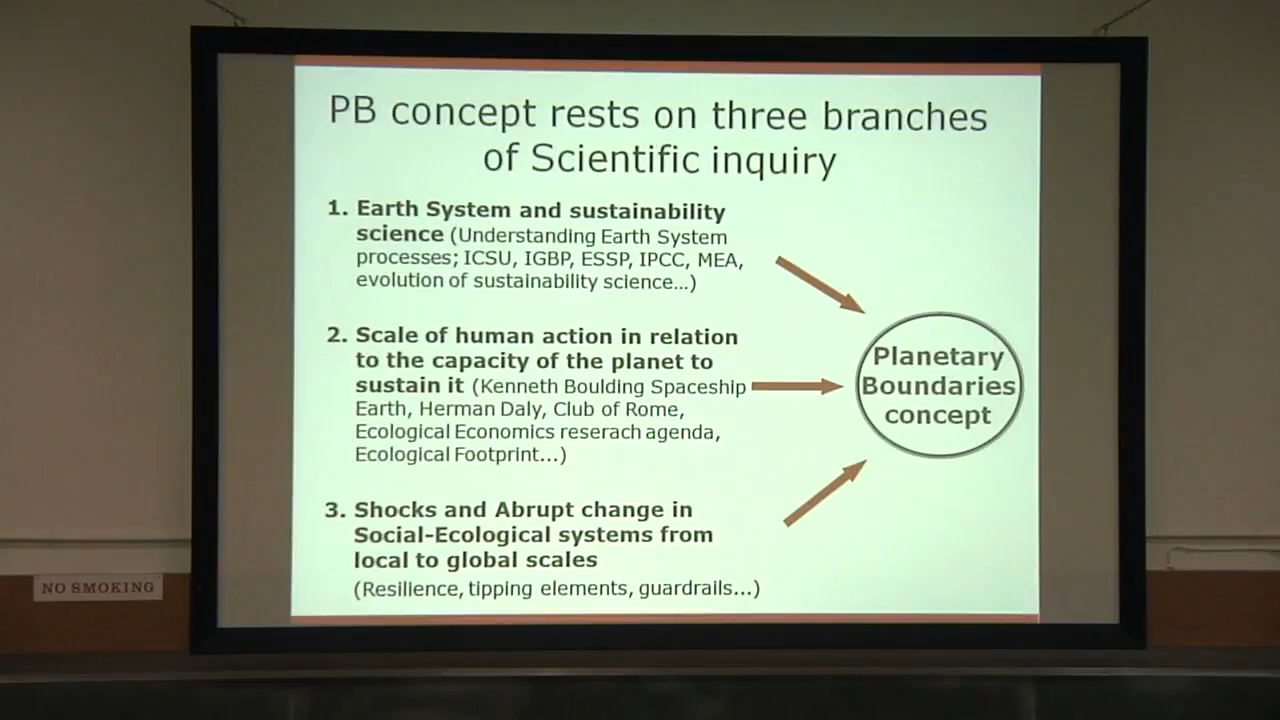 PB concept rests on three branches
of Scientific inquiry
1. Earth System and sustainability
science (Understanding Earth System
processes; ICSU, IGBP, ESSP, IPCC, MEA,
evolution of sustainability science...)
2. Scale of human action in relation
to the capacity of the planet to
sustain it (Kenneth Boulding Spaceship
Earth, Herman Daly, Club of Rome,
Ecological Economics reserach agenda,
Ecological Footprint...)
3. Shocks and Abrupt change in
Social-Ecological systems from
local to global scales
(Resilience, tipping elements, guardrails...)
Planetary
Boundaries
concept
NO SMOKING